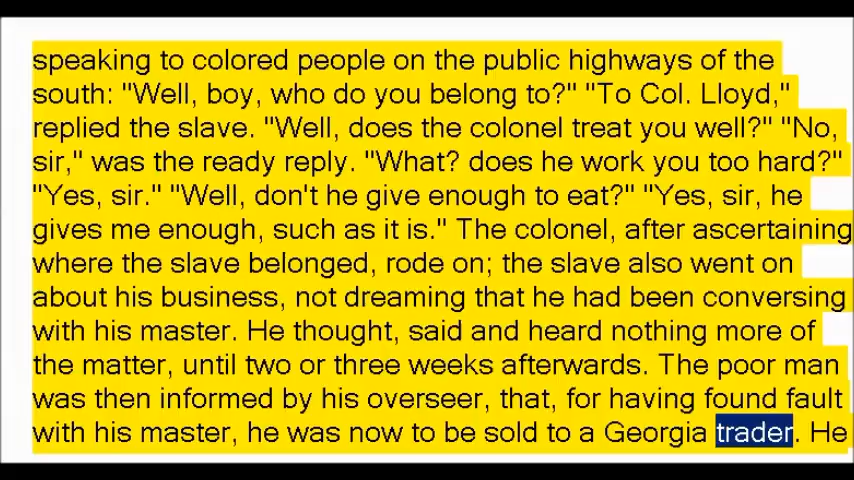 speaking to colored people on the public highways of the
south: "Well, boy, who do you belong to?" "To Col. Lloyd,"
replied the slave. "Well, does the colonel treat you well?" "No,
sir," was the ready reply. "What? does he work you too hard?"
"Yes, sir." "Well, don't he give enough to eat?" "Yes, sir, he
gives me enough, such as it is." The colonel, after ascertaining
where the slave belonged, rode on; the slave also went on
about his business, not dreaming that he had been conversing
with his master. He thought, said and heard nothing more of
the matter, until two or three weeks afterwards. The poor man
was then informed by his overseer, that, for having found fault
with his master, he was now to be sold to a Georgia trader. He